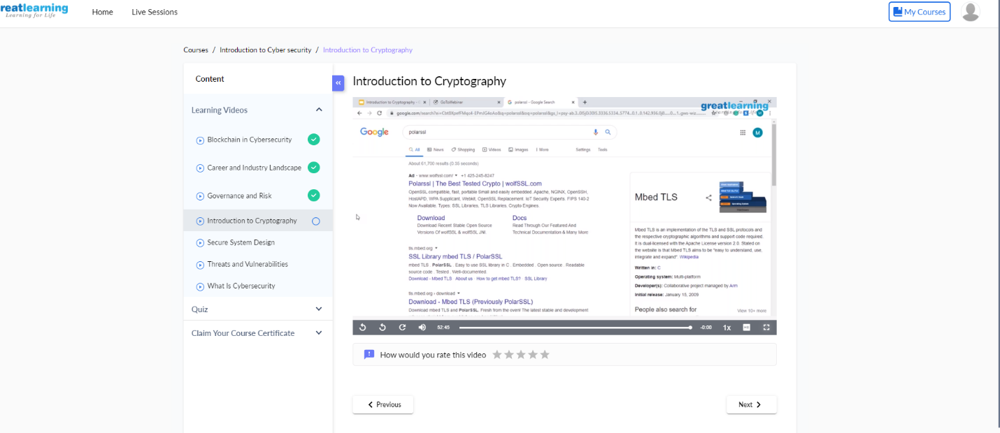 reatlearning
Learning for Life
Home
Live Sessions
My Courses
Courses / Introduction to Cyber security / Introduction to Cryptography
Content
Learning Videos
Blockchain in Cybersecurity
Career and Industry Landscape
Governance and Risk
Introduction to Cryptography
Secure System Design
Threats and Vulnerabilities
What Is Cybersecurity
Quiz
Claim Your Course Certificate
Introduction to Cryptography
Introduction to Cryptography -
GoToWebinar
polarssl - Google Search
greatlearning
Google
polarssl
M
All News Shopping Videos Images More Settings Tools
About 61,700 results (0.35 seconds)
Ad · www.wolfssl.com/ +1 425-245-8247
Polarssl | The Best Tested Crypto | wolfSSL.com
OpenSSL compatible, fast, portable Small and easily embedded. Apache, NGINX, OpenSSH,
HostAPD, WPA Supplicant, Webkit, OpenSSL Replacement. IoT Security Experts. FIPS 140-2
Now Available. Types: SSL Libraries, TLS Libraries, Crypto Engines.
Download
Download Recent Stable Open Source
Versions Of wolfSSL & wolfSSL JNI.
Docs
Read Through Our Featured And
Technical Documentation & Many More
tls.mbed.org
SSL Library mbed TLS / PolarSSL
mbed TLS . PolarSSL . Easy to use SSL library in C . Embedded . Open source . Readable
source code . Tested . Well-documented.
Download - Mbed TLS · About us · How to get mbed TLS? · SSL Library
tls.mbed.org › download
Download - Mbed TLS (Previously PolarSSL)
Download mbed TLS and PolarSSL. Fresh from the oven! The latest stable and development
Mbed TLS
Mbed TLS is an implementation of the TLS and SSL protocols and
the respective cryptographic algorithms and support code required.
It is dual-licensed with the Apache License version 2.0. Stated on
the website is that Mbed TLS aims to be "easy to understand, use,
integrate and expand". Wikipedia
Written in: C
Operating system: Multi-platform
Developer(s): Collaborative project managed by Arm
Initial release: January 15, 2009
People also search for
View 10+ more
52:45
-0:00
1x
HD
How would you rate this video
Previous
Next